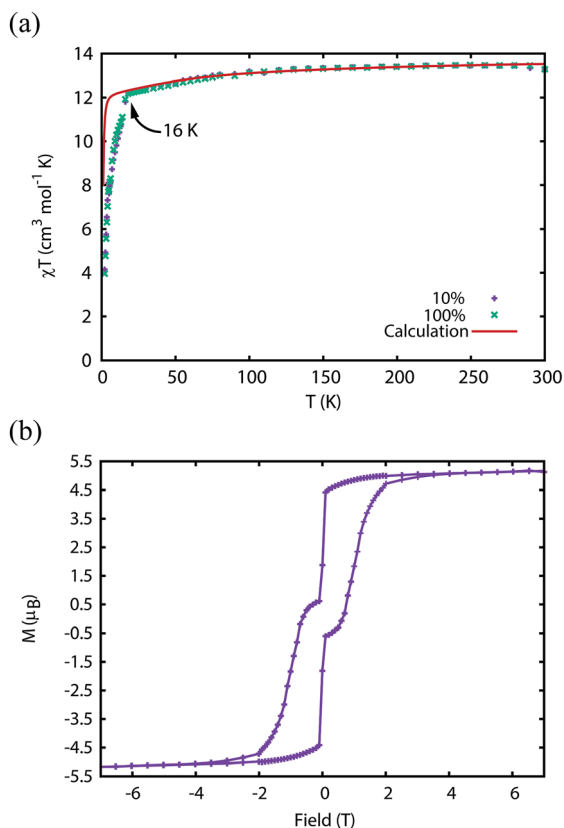 (a)
14
12
10
8
6
4
2
0
χT (cm³ mol⁻¹ K)
16 K
10%
100%
Calculation
0 50 100 150 200 250 300
T (K)
(b)
5.5
4.5
3.5
2.5
1.5
0.5
-0.5
-1.5
-2.5
-3.5
-4.5
-5.5
M (μB)
-6 -4 -2 0 2 4 6
Field (T)